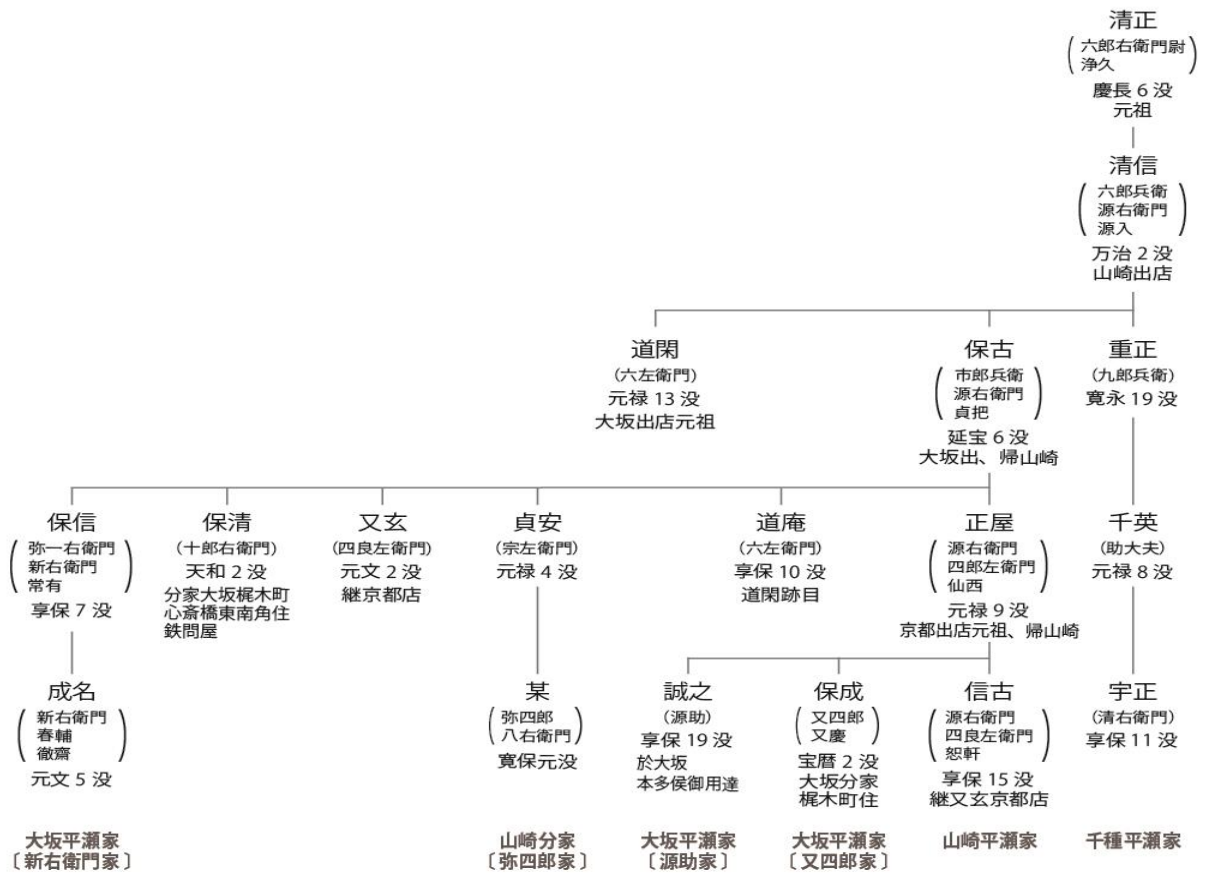 清正
六郎右衛門尉
浄久
慶長 6 没
元祖
清信
六郎兵衛
源右衛門
源入
万治 2 没
山崎出店
道閑
(六左衛門)
元禄 13 没
大坂出店元祖
保古
市郎兵衛
源右衛門
貞把
延宝 6 没
大坂出、帰山崎
重正
(九郎兵衛)
寛永 19 没
保信
弥一右衛門
新右衛門
常有
享保 7 没
保清
(十郎右衛門)
天和 2 没
分家大坂梶木町
心斎橋東南角住
鉄問屋
又玄
(四良左衛門)
元文 2 没
継京都店
貞安
(宗左衛門)
元禄 4 没
道庵
(六左衛門)
享保 10 没
道閑跡目
正屋
源右衛門
四郎左衛門
仙西
元禄 9 没
京都出店元祖、帰山崎
千英
(助大夫)
元禄 8 没
成名
新右衛門
春輔
徹齋
元文 5 没
某
弥四郎
八右衛門
寛保元没
誠之
(源助)
享保 19 没
於大坂
本多侯御用達
保成
又四郎
又慶
宝暦 2 没
大坂分家
梶木町住
信古
源右衛門
四良左衛門
恕軒
享保 15 没
継又玄京都店
宇正
(清右衛門)
享保 11 没
大坂平瀬家
〔新右衛門家〕
山崎分家
〔弥四郎家〕
大坂平瀬家
〔源助家〕
大坂平瀬家
〔又四郎家〕
山崎平瀬家
千種平瀬家